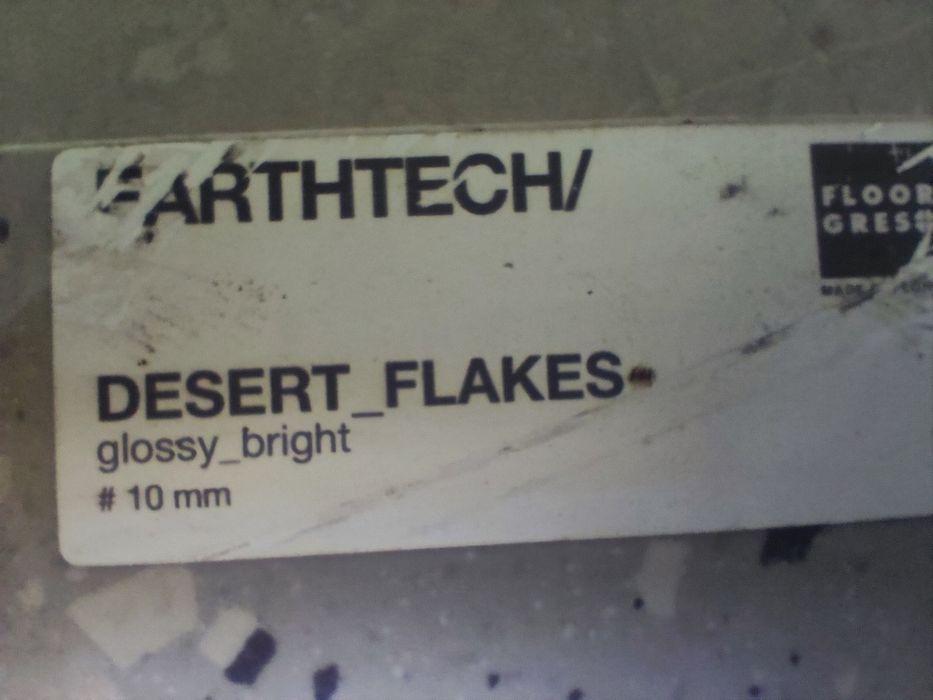 EARTHTECH/
FLOOR
GRES
DESERT_FLAKES
glossy_bright
# 10 mm